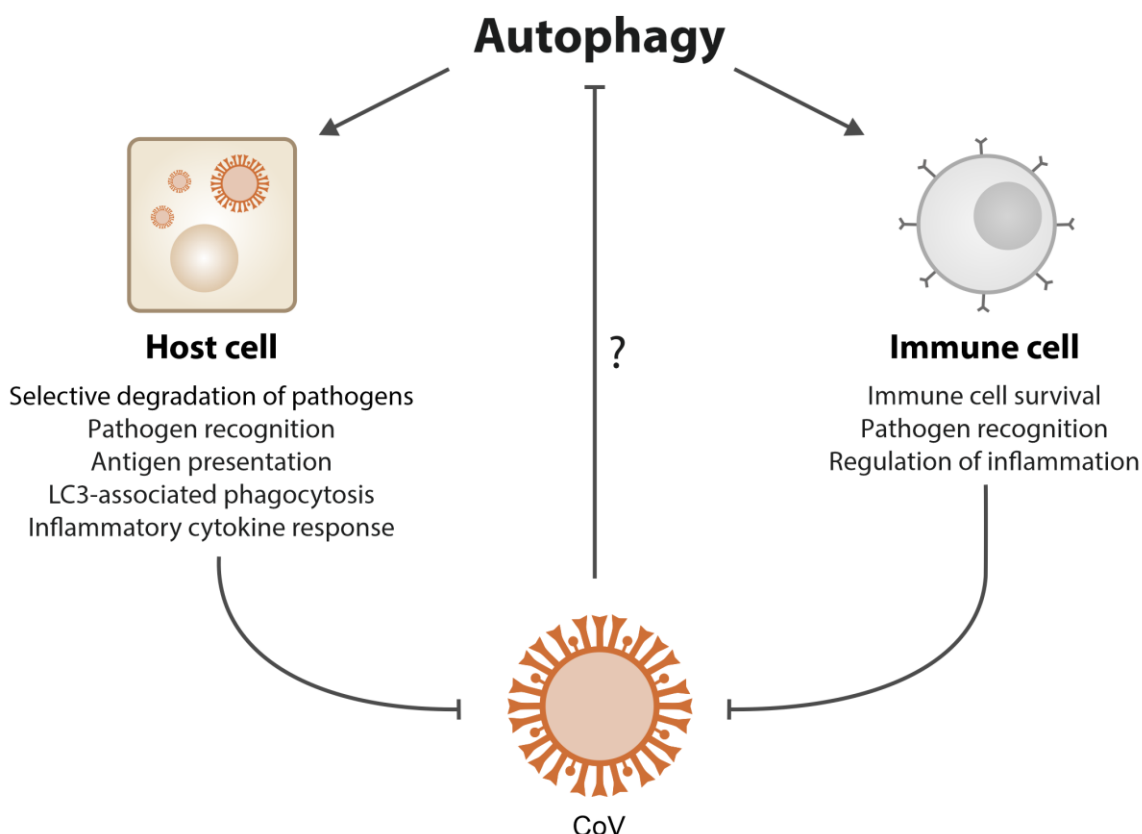 Autophagy
?
Host cell
Selective degradation of pathogens
Pathogen recognition
Antigen presentation
LC3-associated phagocytosis
Inflammatory cytokine response
Immune cell
Immune cell survival
Pathogen recognition
Regulation of inflammation
CoV